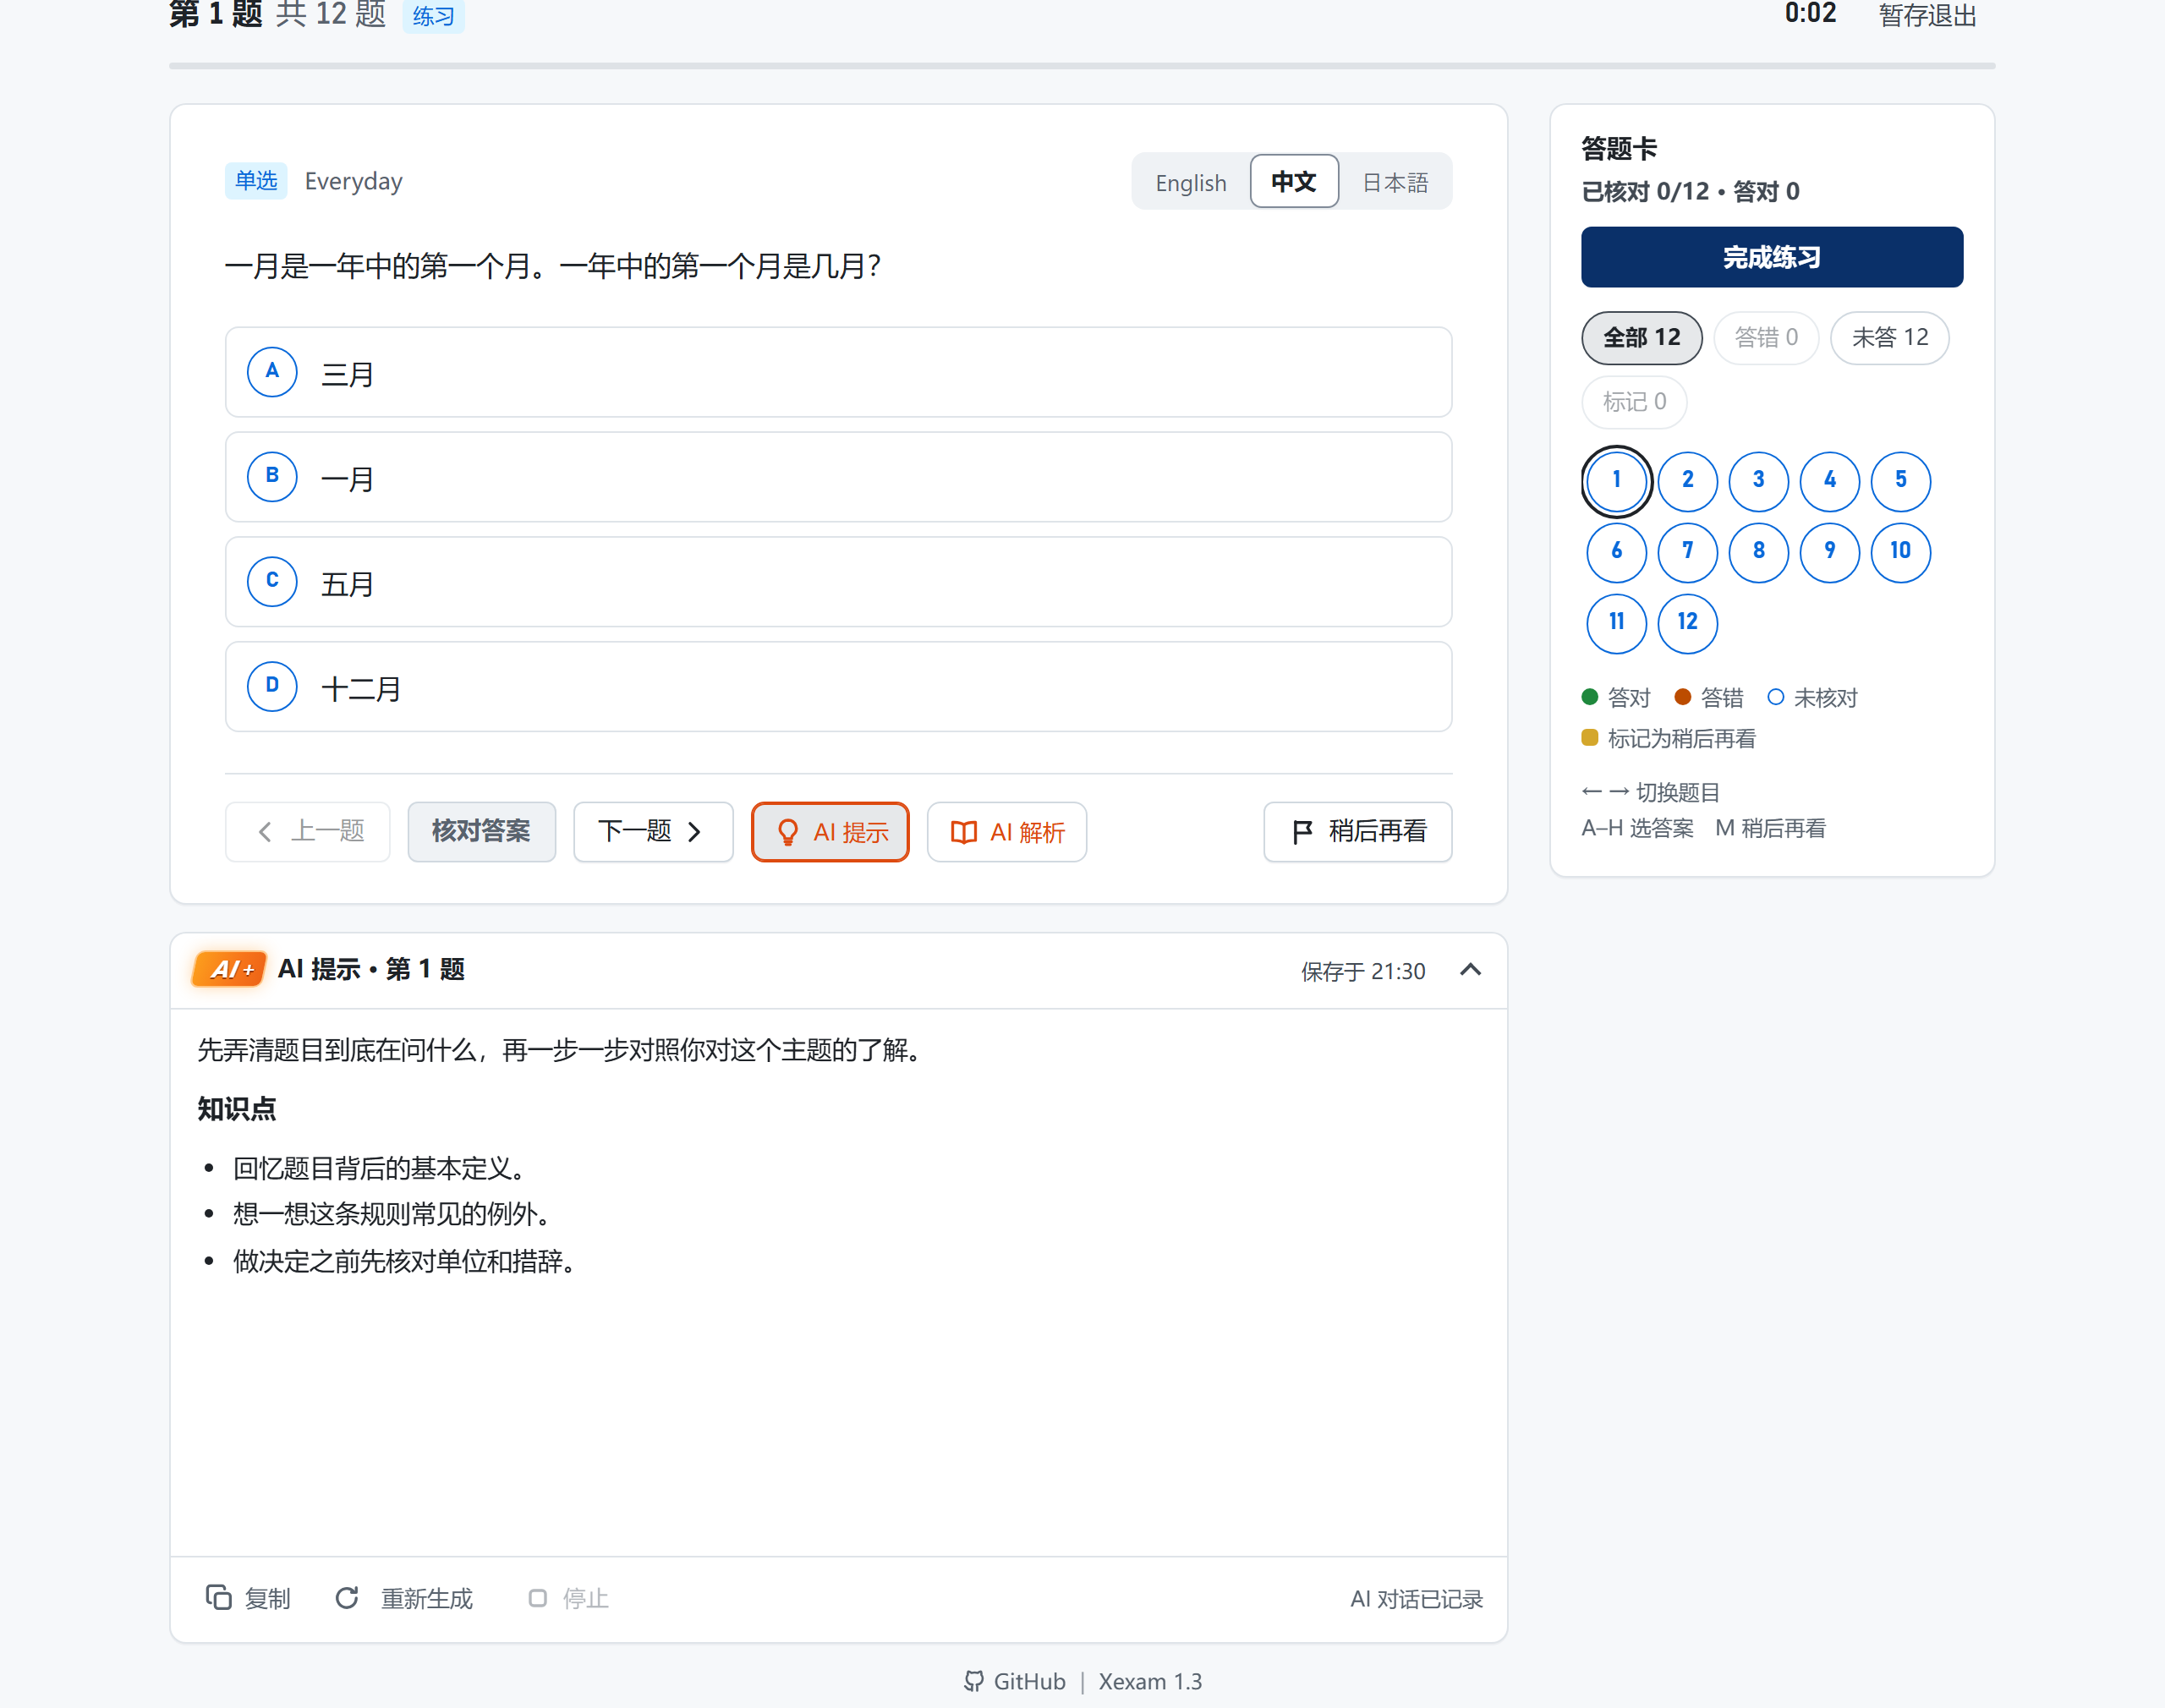 第 1 题 共 12 题 练习
0:02 暂存退出
单选 Everyday
English 中文 日本語
一月是一年中的第一个月。一年中的第一个月是几月？
A 三月
B 一月
C 五月
D 十二月
上一题 核对答案 下一题 AI 提示 AI 解析 稍后再看
答题卡
已核对 0/12 • 答对 0
完成练习
全部 12 答错 0 未答 12
标记 0
1 2 3 4 5
6 7 8 9 10
11 12
答对 答错 未核对
标记为稍后再看
← → 切换题目
A–H 选答案 M 稍后再看
AI+ AI 提示 • 第 1 题
保存于 21:30
先弄清题目到底在问什么，再一步一步对照你对这个主题的了解。
知识点
• 回忆题目背后的基本定义。
• 想一想这条规则常见的例外。
• 做决定之前先核对单位和措辞。
复制 重新生成 停止
AI 对话已记录
GitHub | Xexam 1.3